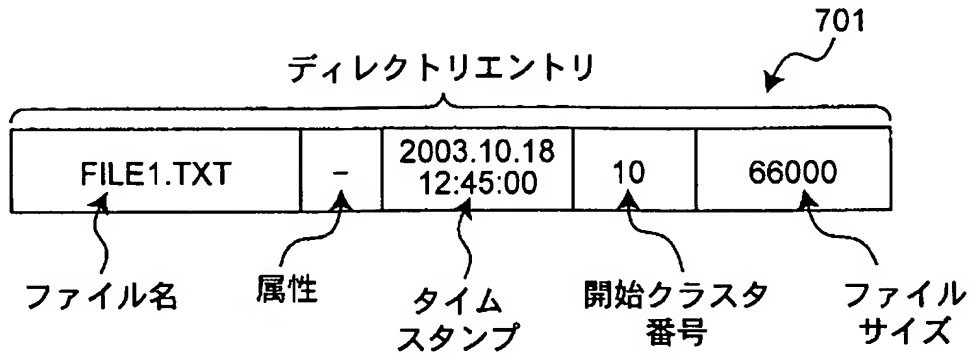 701
ディレクトリエントリ
FILE1.TXT
-
2003.10.18
12:45:00
10
66000
ファイル名
属性
タイム
スタンプ
開始クラスタ
番号
ファイル
サイズ